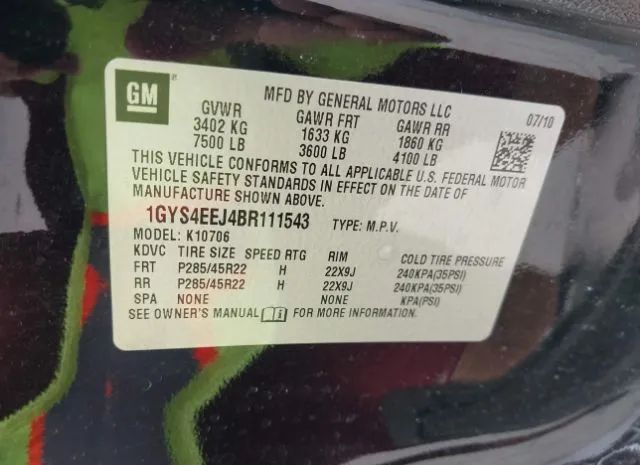 GM®
MFD BY GENERAL MOTORS LLC
07/10
GVWR GAWR FRT GAWR RR
3402 KG 1633 KG 1860 KG
7500 LB 3600 LB 4100 LB
THIS VEHICLE CONFORMS TO ALL APPLICABLE U.S. FEDERAL MOTOR
VEHICLE SAFETY STANDARDS IN EFFECT ON THE DATE OF
MANUFACTURE SHOWN ABOVE.
1GYS4EEJ4BR111543 TYPE: M.P.V.
MODEL: K10706
KDVC TIRE SIZE SPEED RTG RIM COLD TIRE PRESSURE
FRT P285/45R22 H 22X9J 240KPA(35PSI)
RR P285/45R22 H 22X9J 240KPA(35PSI)
SPA NONE NONE KPA(PSI)
SEE OWNER'S MANUAL FOR MORE INFORMATION.